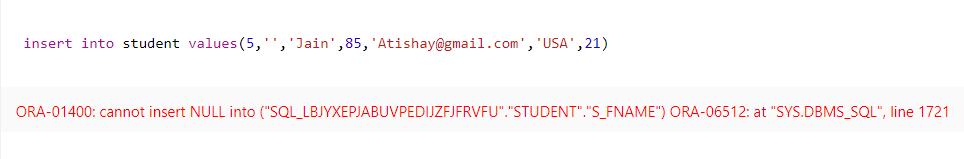 insert into student values(5,'','Jain',85,'Atishay@gmail.com','USA',21)
ORA-01400: cannot insert NULL into ("SQL_LBJYXEPJABUVPEDIJZFJFRVFU"."STUDENT"."S_FNAME") ORA-06512: at "SYS.DBMS_SQL", line 1721